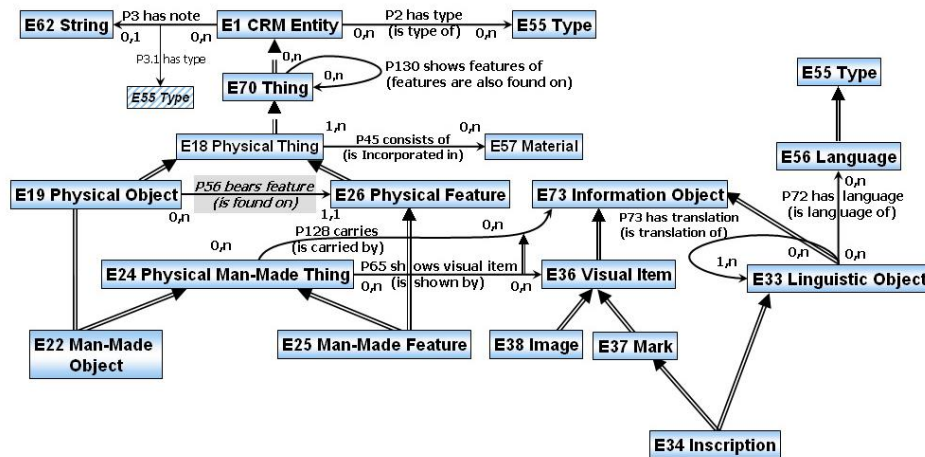 E62 String
P3 has note
0,1
0,n
E1 CRM Entity
P2 has type
(is type of)
0,n
0,n
E55 Type
P3.1 has type
E55 Type
0,n
0,n
P130 shows features of
(features are also found on)
E70 Thing
E55 Type
E18 Physical Thing
1,n
P45 consists of
(is Incorporated in)
0,n
E57 Material
E56 Language
0,n
P72 has language
(is language of)
E19 Physical Object
P56 bears feature
(is found on)
0,n
1,1
E26 Physical Feature
E73 Information Object
P73 has translation
(is translation of)
P128 carries
(is carried by)
0,n
0,n
1,n
0,n
0,n
E24 Physical Man-Made Thing
P65 shows visual item
(is shown by)
0,n
0,n
E36 Visual Item
E33 Linguistic Object
E22 Man-Made
Object
E25 Man-Made Feature
E38 Image
E37 Mark
E34 Inscription